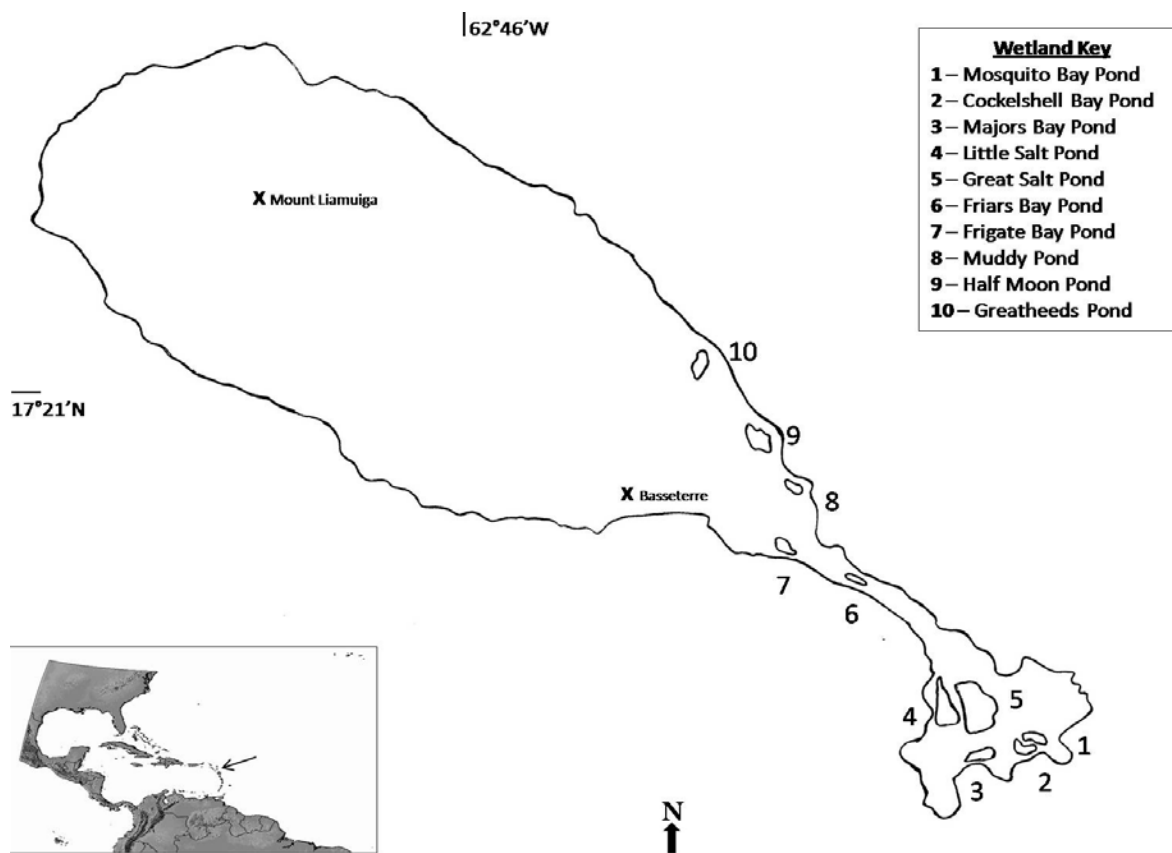 62°46'W
Wetland Key
1 – Mosquito Bay Pond
2 – Cockelshell Bay Pond
3 – Majors Bay Pond
4 – Little Salt Pond
5 – Great Salt Pond
6 – Friars Bay Pond
7 – Frigate Bay Pond
8 – Muddy Pond
9 – Half Moon Pond
10 – Greatheeds Pond
X Mount Liamuiga
10
17°21'N
9
X Basseterre
8
7
6
5
4
1
2
3
N